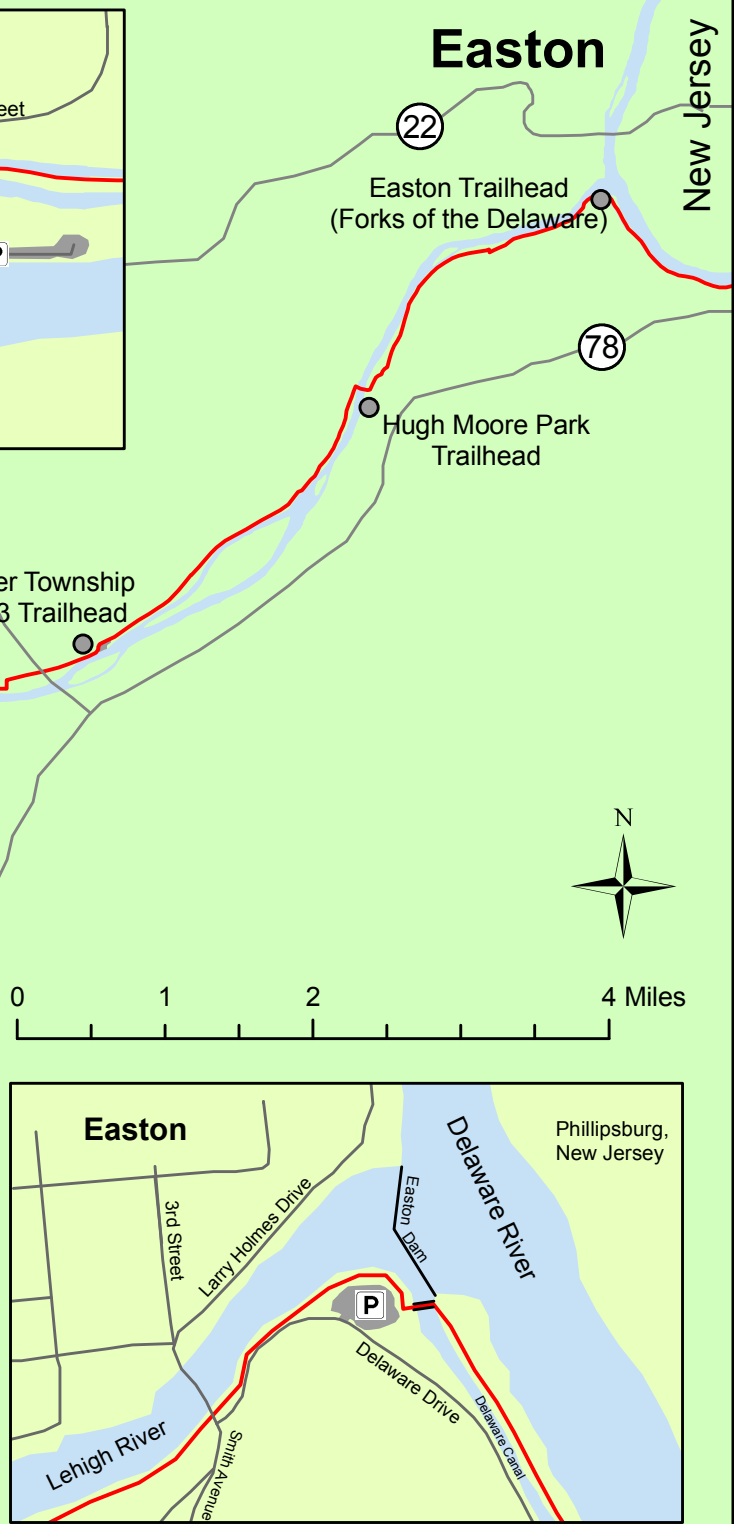 Easton
New Jersey
eet
22
Easton Trailhead
(Forks of the Delaware)
P
78
Hugh Moore Park
Trailhead
er Township
3 Trailhead
N
0 1 2 4 Miles
Easton
Phillipsburg,
New Jersey
Delaware River
Easton Dam
3rd Street
Larry Holmes Drive
P
Delaware Drive
Delaware Canal
Lehigh River
Smith Avenue